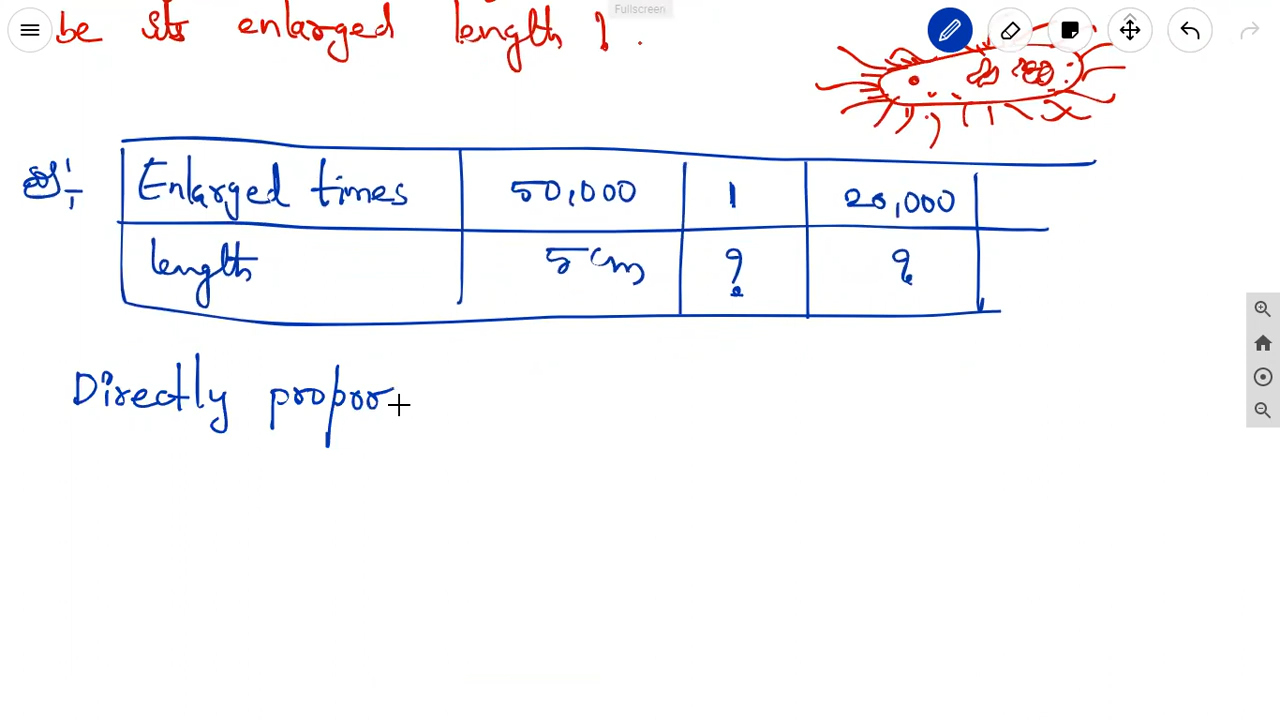 Fullscreen
be its enlarged length ?.
Sol:
Enlarged times 50,000 1 20,000
length 5 cm ? ?
Directly propor